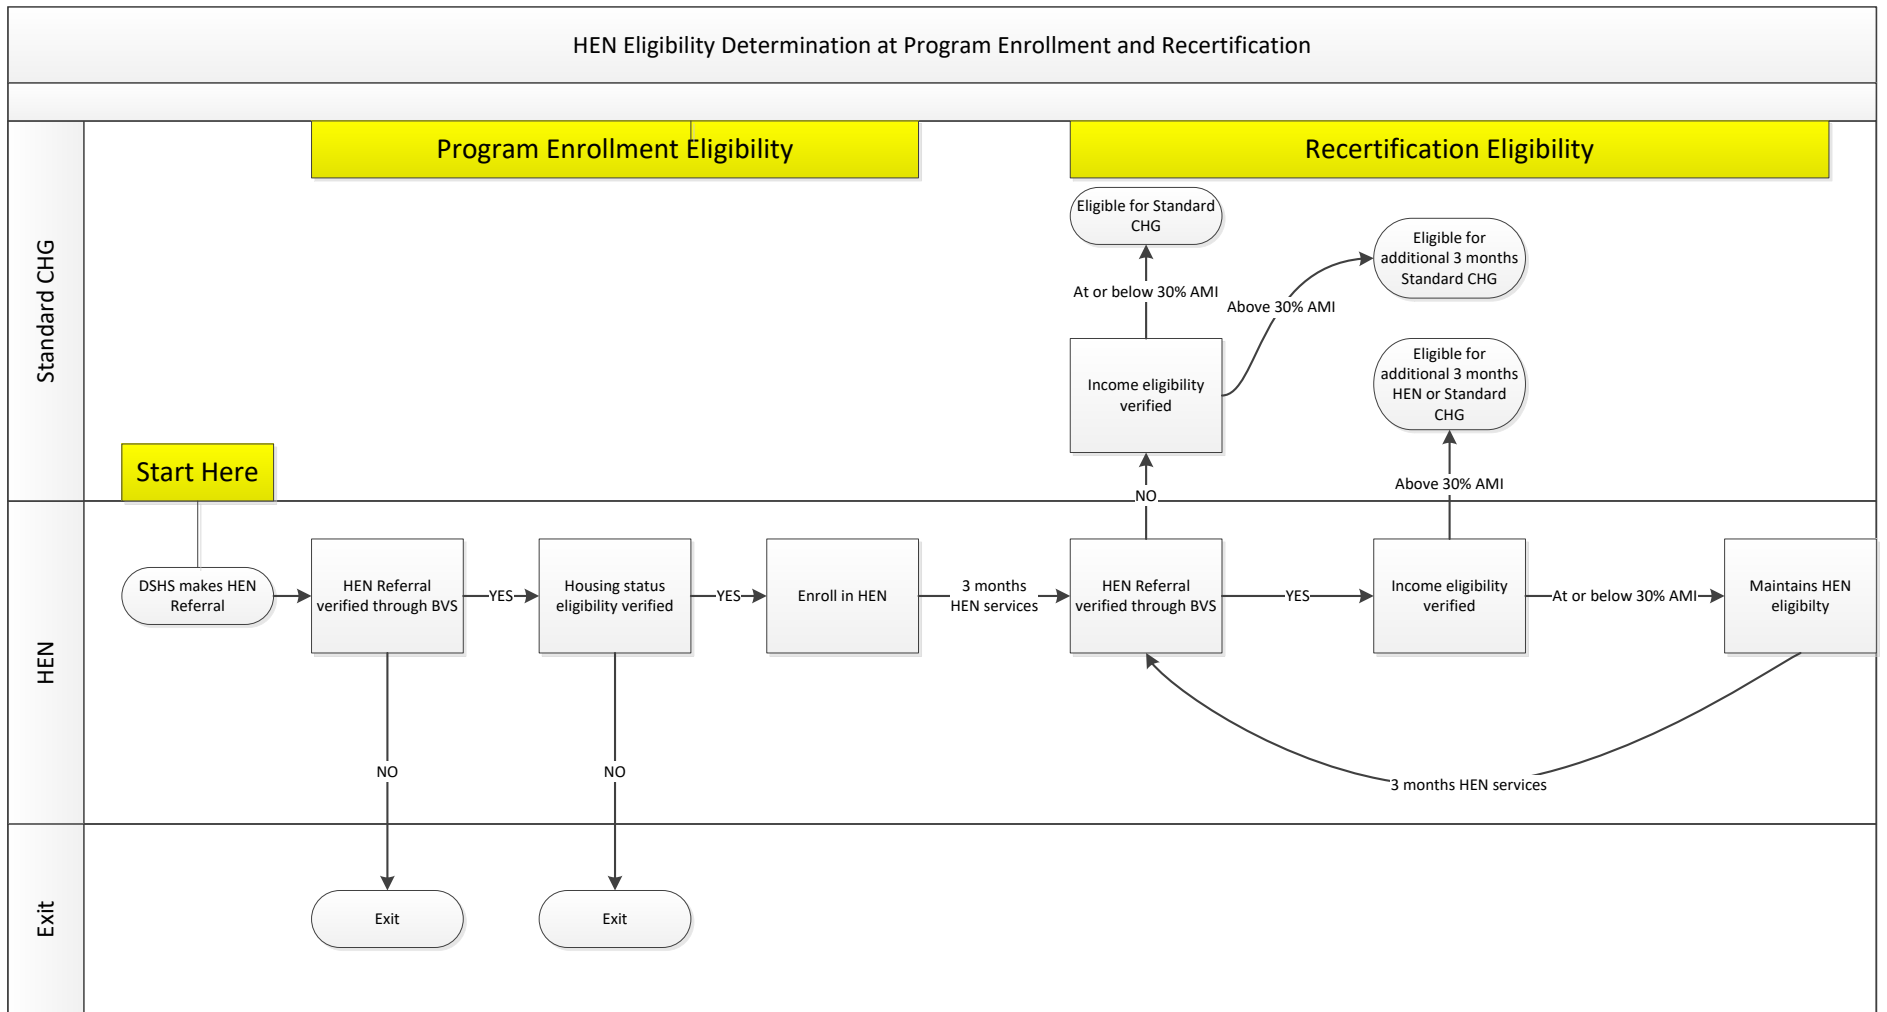 HEN Eligibility Determination at Program Enrollment and Recertification
Program Enrollment Eligibility
Recertification Eligibility
Standard CHG
Eligible for Standard
CHG
Eligible for
additional 3 months
Standard CHG
At or below 30% AMI
Above 30% AMI
Income eligibility
verified
Eligible for
additional 3 months
HEN or Standard
CHG
Start Here
Above 30% AMI
NO
HEN
DSHS makes HEN
Referral
HEN Referral
verified through BVS
YES
Housing status
eligibility verified
YES
Enroll in HEN
3 months
HEN services
HEN Referral
verified through BVS
YES
Income eligibility
verified
At or below 30% AMI
Maintains HEN
eligibilty
NO
NO
3 months HEN services
Exit
Exit
Exit